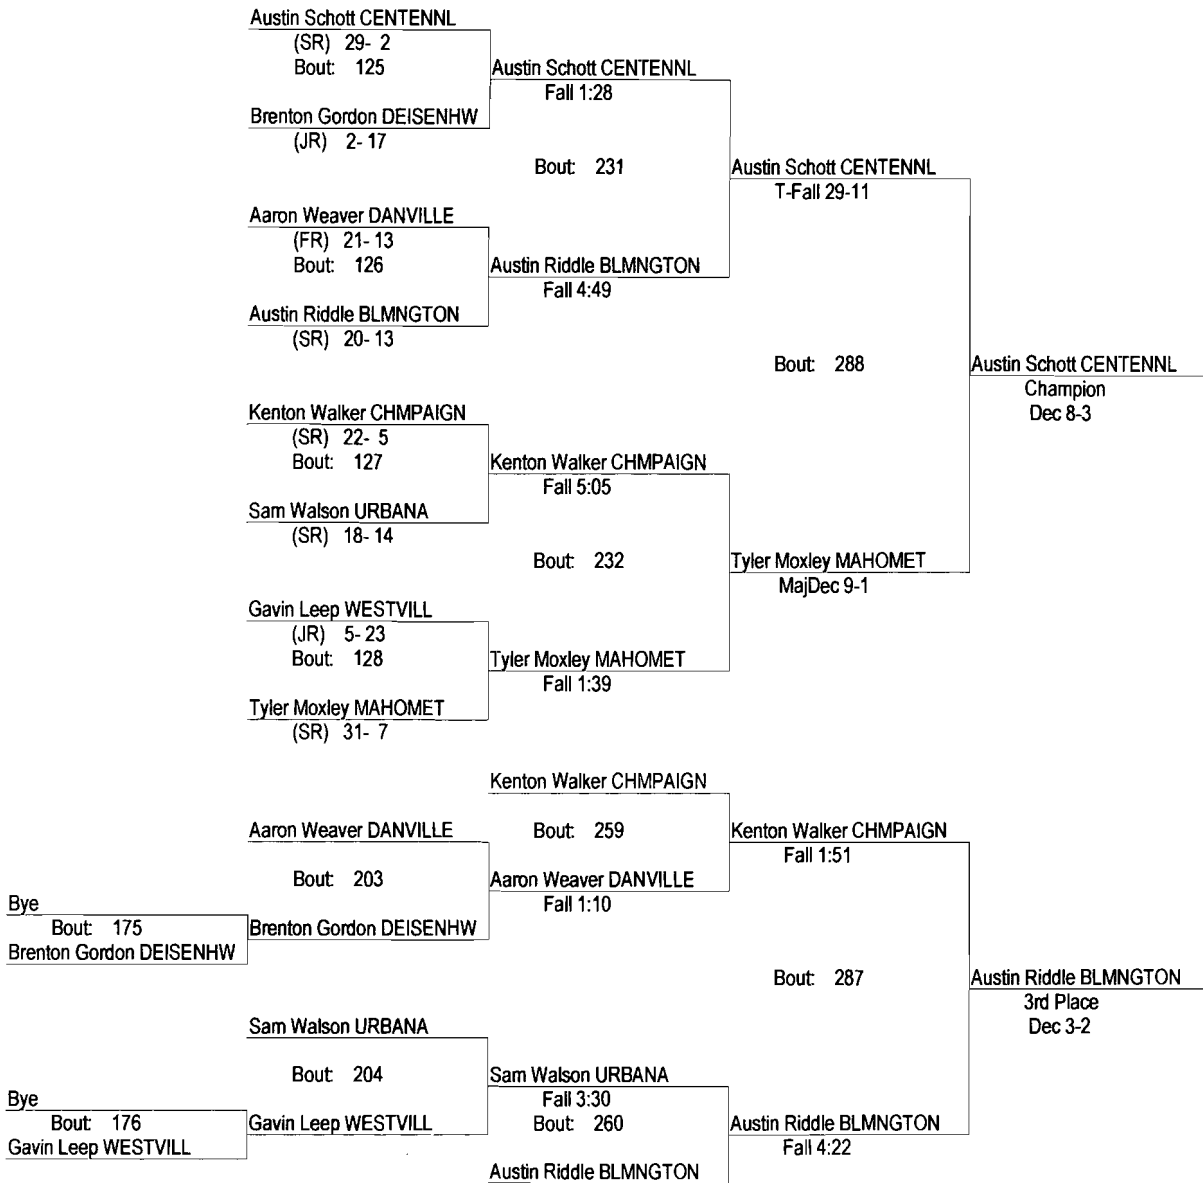 Austin Schott CENTENNL
(SR) 29- 2
Bout: 125
Austin Schott CENTENNL
Fall 1:28
Brenton Gordon DEISENHW
(JR) 2- 17
Bout: 231
Austin Schott CENTENNL
T-Fall 29-11
Aaron Weaver DANVILLE
(FR) 21- 13
Bout: 126
Austin Riddle BLMNGTON
Fall 4:49
Austin Riddle BLMNGTON
(SR) 20- 13
Bout: 288
Austin Schott CENTENNL
Champion
Dec 8-3
Kenton Walker CHMPAIGN
(SR) 22- 5
Bout: 127
Kenton Walker CHMPAIGN
Fall 5:05
Sam Walson URBANA
(SR) 18- 14
Bout: 232
Tyler Moxley MAHOMET
MajDec 9-1
Gavin Leep WESTVILL
(JR) 5- 23
Bout: 128
Tyler Moxley MAHOMET
Fall 1:39
Tyler Moxley MAHOMET
(SR) 31- 7
Kenton Walker CHMPAIGN
Aaron Weaver DANVILLE
Bout: 259
Kenton Walker CHMPAIGN
Fall 1:51
Bout: 203
Aaron Weaver DANVILLE
Fall 1:10
Bye
Bout: 175
Brenton Gordon DEISENHW
Brenton Gordon DEISENHW
Bout: 287
Austin Riddle BLMNGTON
3rd Place
Dec 3-2
Sam Walson URBANA
Bout: 204
Sam Walson URBANA
Fall 3:30
Bye
Bout: 176
Gavin Leep WESTVILL
Gavin Leep WESTVILL
Bout: 260
Austin Riddle BLMNGTON
Fall 4:22
Austin Riddle BLMNGTON